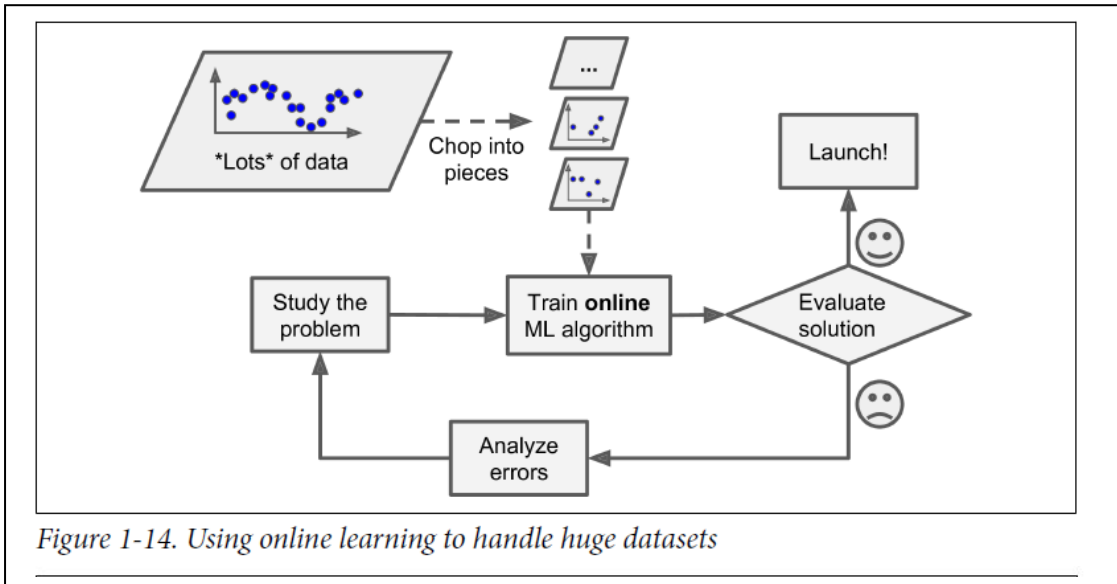 *Lots* of data
Chop into
pieces
...
Launch!
Study the
problem
Train online
ML algorithm
Evaluate
solution
Analyze
errors
Figure 1-14. Using online learning to handle huge datasets